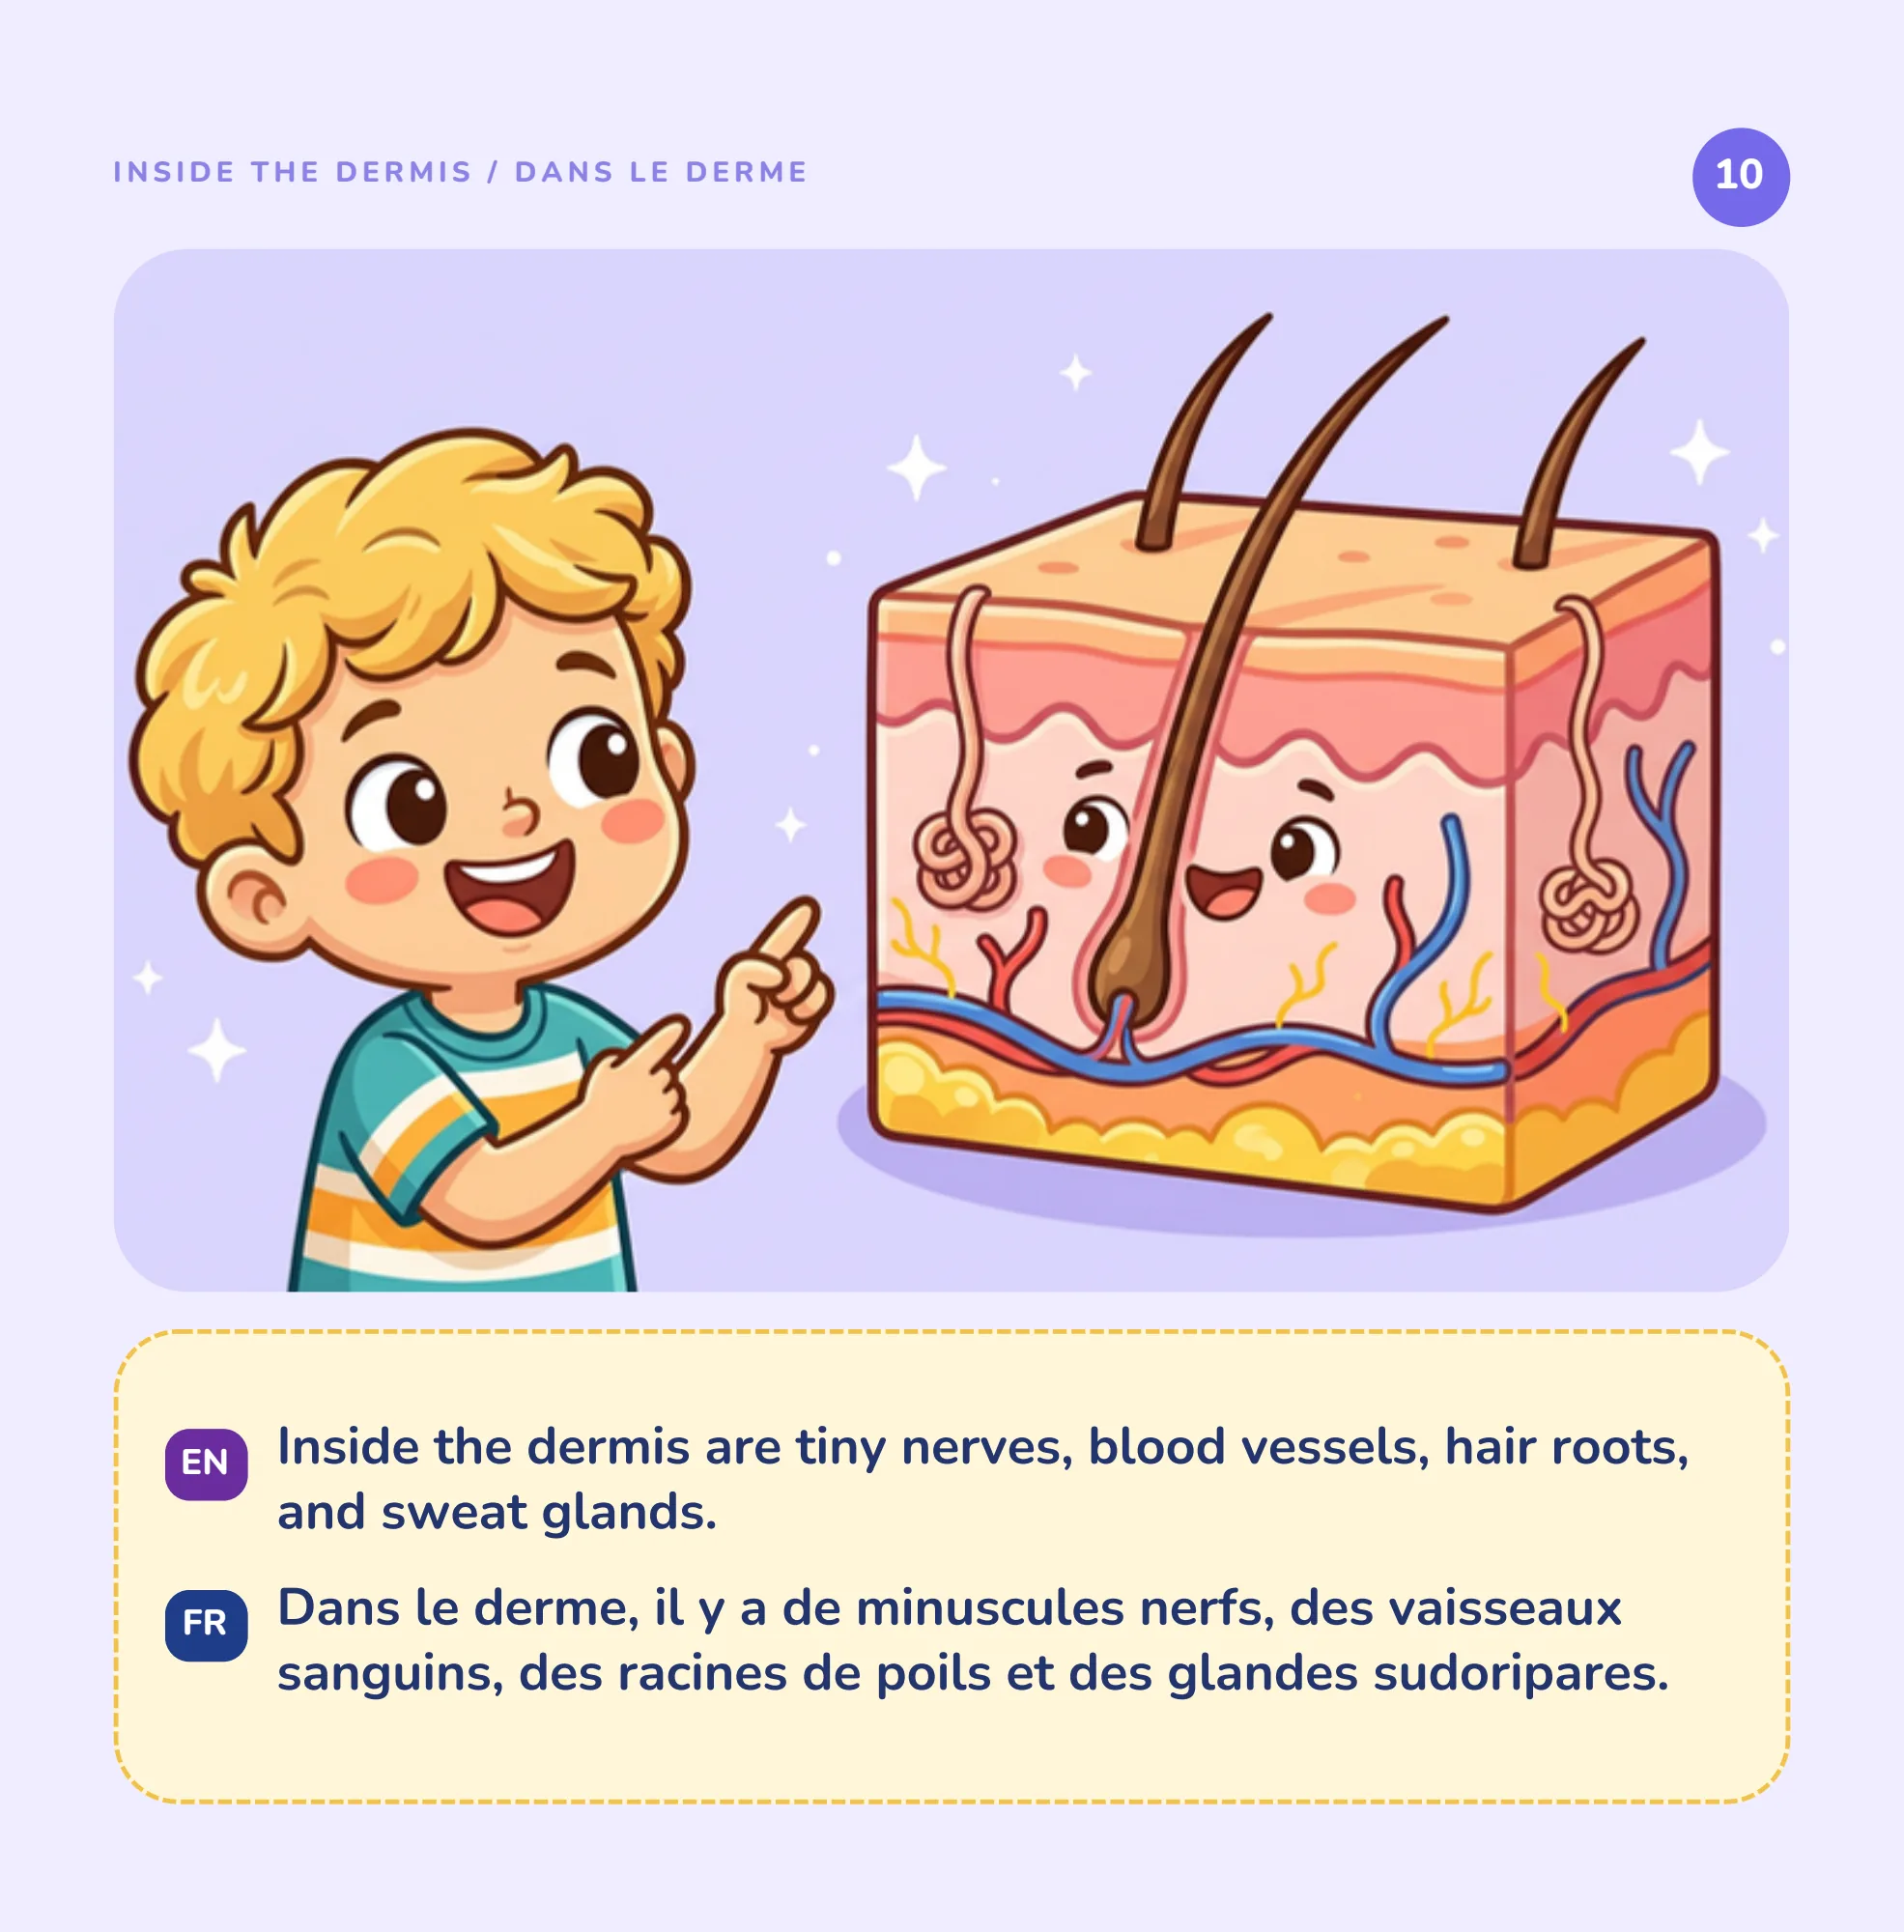 INSIDE THE DERMIS / DANS LE DERME
10
EN
Inside the dermis are tiny nerves, blood vessels, hair roots,
and sweat glands.
FR
Dans le derme, il y a de minuscules nerfs, des vaisseaux
sanguins, des racines de poils et des glandes sudoripares.